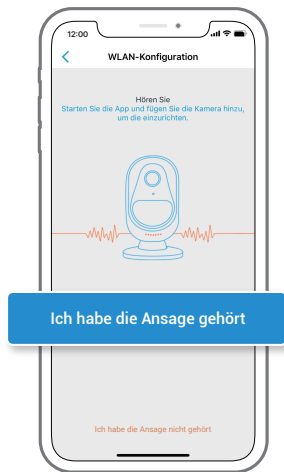 12:00
WLAN-Konfiguration
Hören Sie
Starten Sie die App und fügen Sie die Kamera hinzu,
um die einzurichten.
Ich habe die Ansage gehört
Ich habe die Ansage nicht gehört